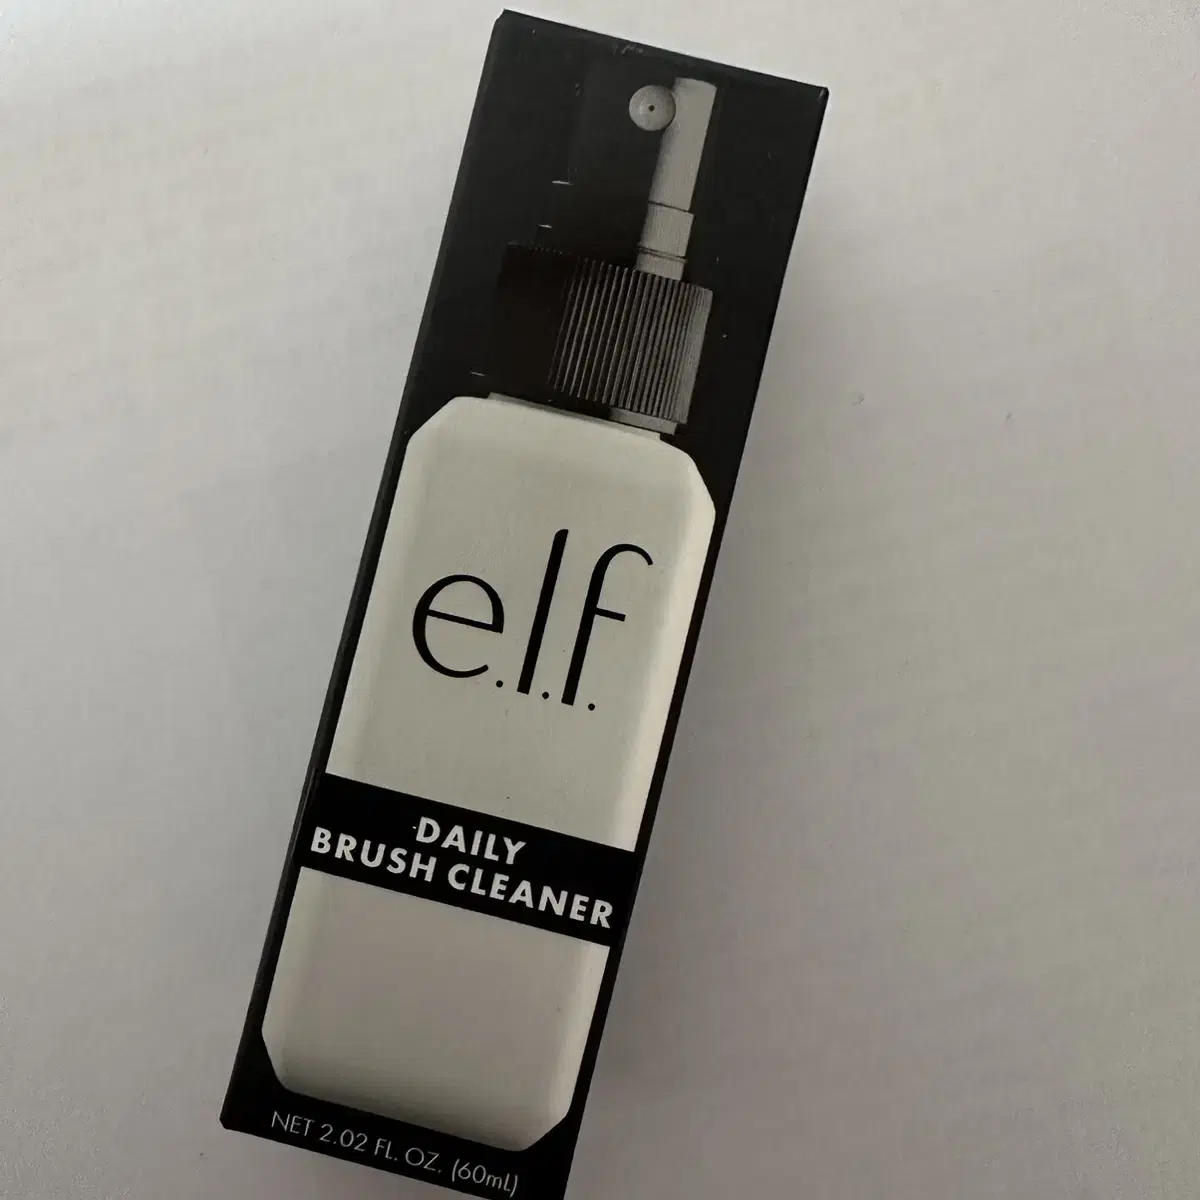 e.l.f.
DAILY
BRUSH CLEANER
NET 2.02 FL. OZ. (60mL)